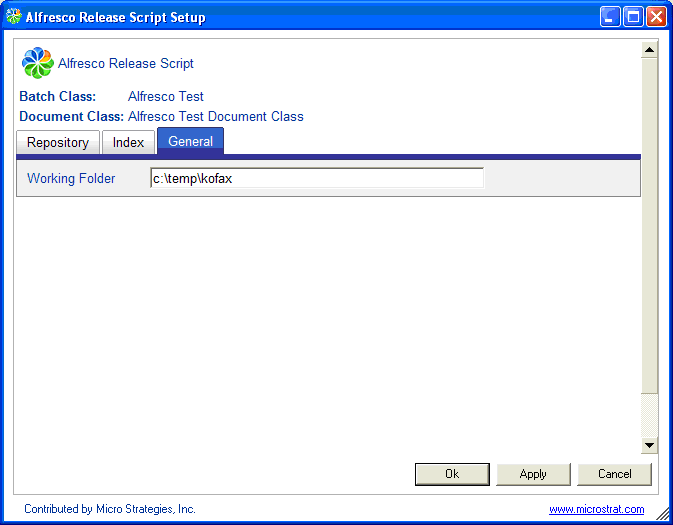 Alfresco Release Script Setup
Alfresco Release Script
Batch Class: Alfresco Test
Document Class: Alfresco Test Document Class
Repository Index General
Working Folder c:\temp\kofax
Ok Apply Cancel
Contributed by Micro Strategies, Inc. www.microstrat.com